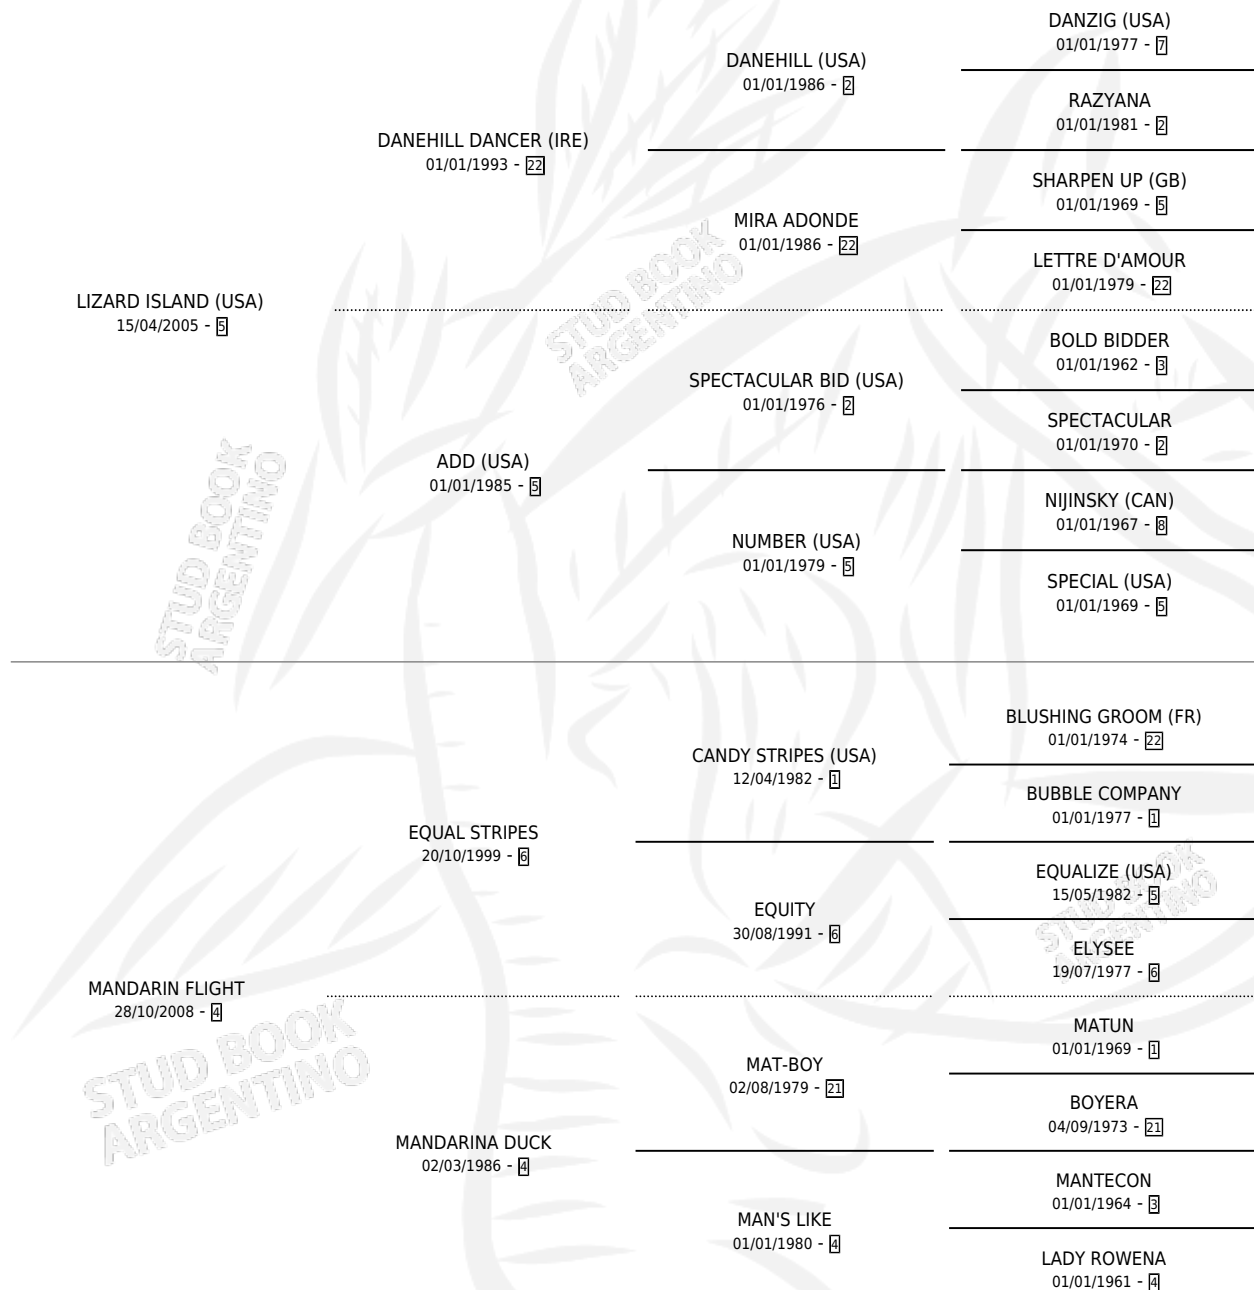 DANZIG (USA)
01/01/1977 - 7
DANEHILL (USA)
01/01/1986 - 2
RAZYANA
01/01/1981 - 2
DANEHILL DANCER (IRE)
01/01/1993 - 22
SHARPEN UP (GB)
01/01/1969 - 5
MIRA ADONDE
01/01/1986 - 22
LETTRE D'AMOUR
01/01/1979 - 22
LIZARD ISLAND (USA)
15/04/2005 - 5
BOLD BIDDER
01/01/1962 - 3
SPECTACULAR BID (USA)
01/01/1976 - 2
SPECTACULAR
01/01/1970 - 2
ADD (USA)
01/01/1985 - 5
NIJINSKY (CAN)
01/01/1967 - 8
NUMBER (USA)
01/01/1979 - 5
SPECIAL (USA)
01/01/1969 - 5
BLUSHING GROOM (FR)
01/01/1974 - 22
CANDY STRIPES (USA)
12/04/1982 - 1
BUBBLE COMPANY
01/01/1977 - 1
EQUAL STRIPES
20/10/1999 - 6
EQUALIZE (USA)
15/05/1982 - 5
EQUITY
30/08/1991 - 6
ELYSEE
19/07/1977 - 6
MANDARIN FLIGHT
28/10/2008 - 4
MATUN
01/01/1969 - 1
MAT-BOY
02/08/1979 - 21
BOYERA
04/09/1973 - 21
MANDARINA DUCK
02/03/1986 - 4
MANTECON
01/01/1964 - 3
MAN'S LIKE
01/01/1980 - 4
LADY ROWENA
01/01/1961 - 4
STUD BOOK
ARGENTINO
STUD BOOK
ARGENTINO
STUD BOOK
ARGENTINO
STUD BOOK
ARGENTINO